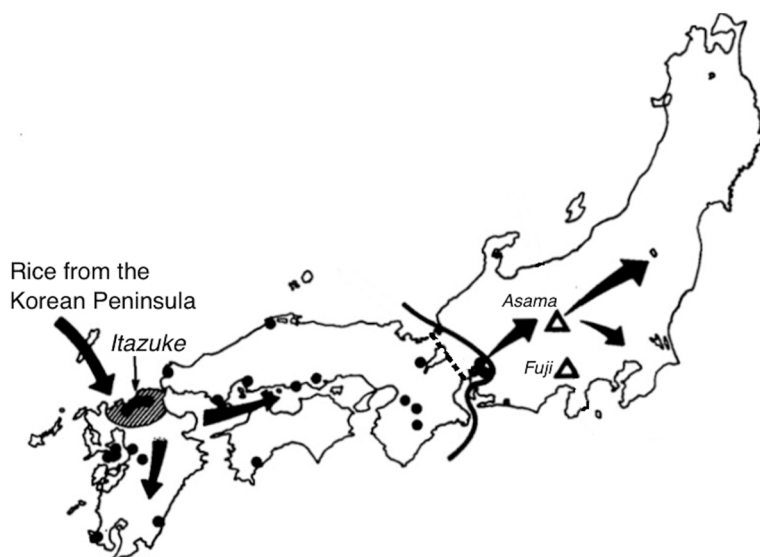 Rice from the
Korean Peninsula
Itazuke
Asama
Fuji